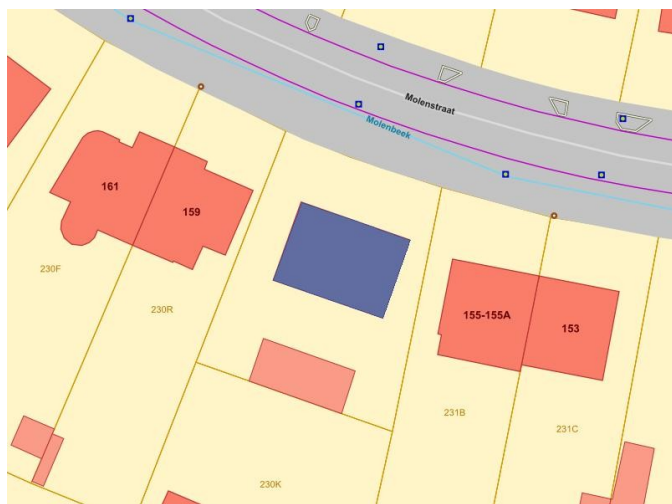 Molenstraat
Molenbeek
161
159
230F
230R
155-155A
153
231B
231C
230K